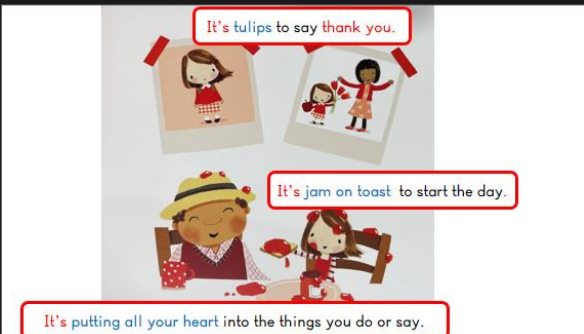 It's tulips to say thank you.
It's jam on toast to start the day.
It's putting all your heart into the things you do or say.